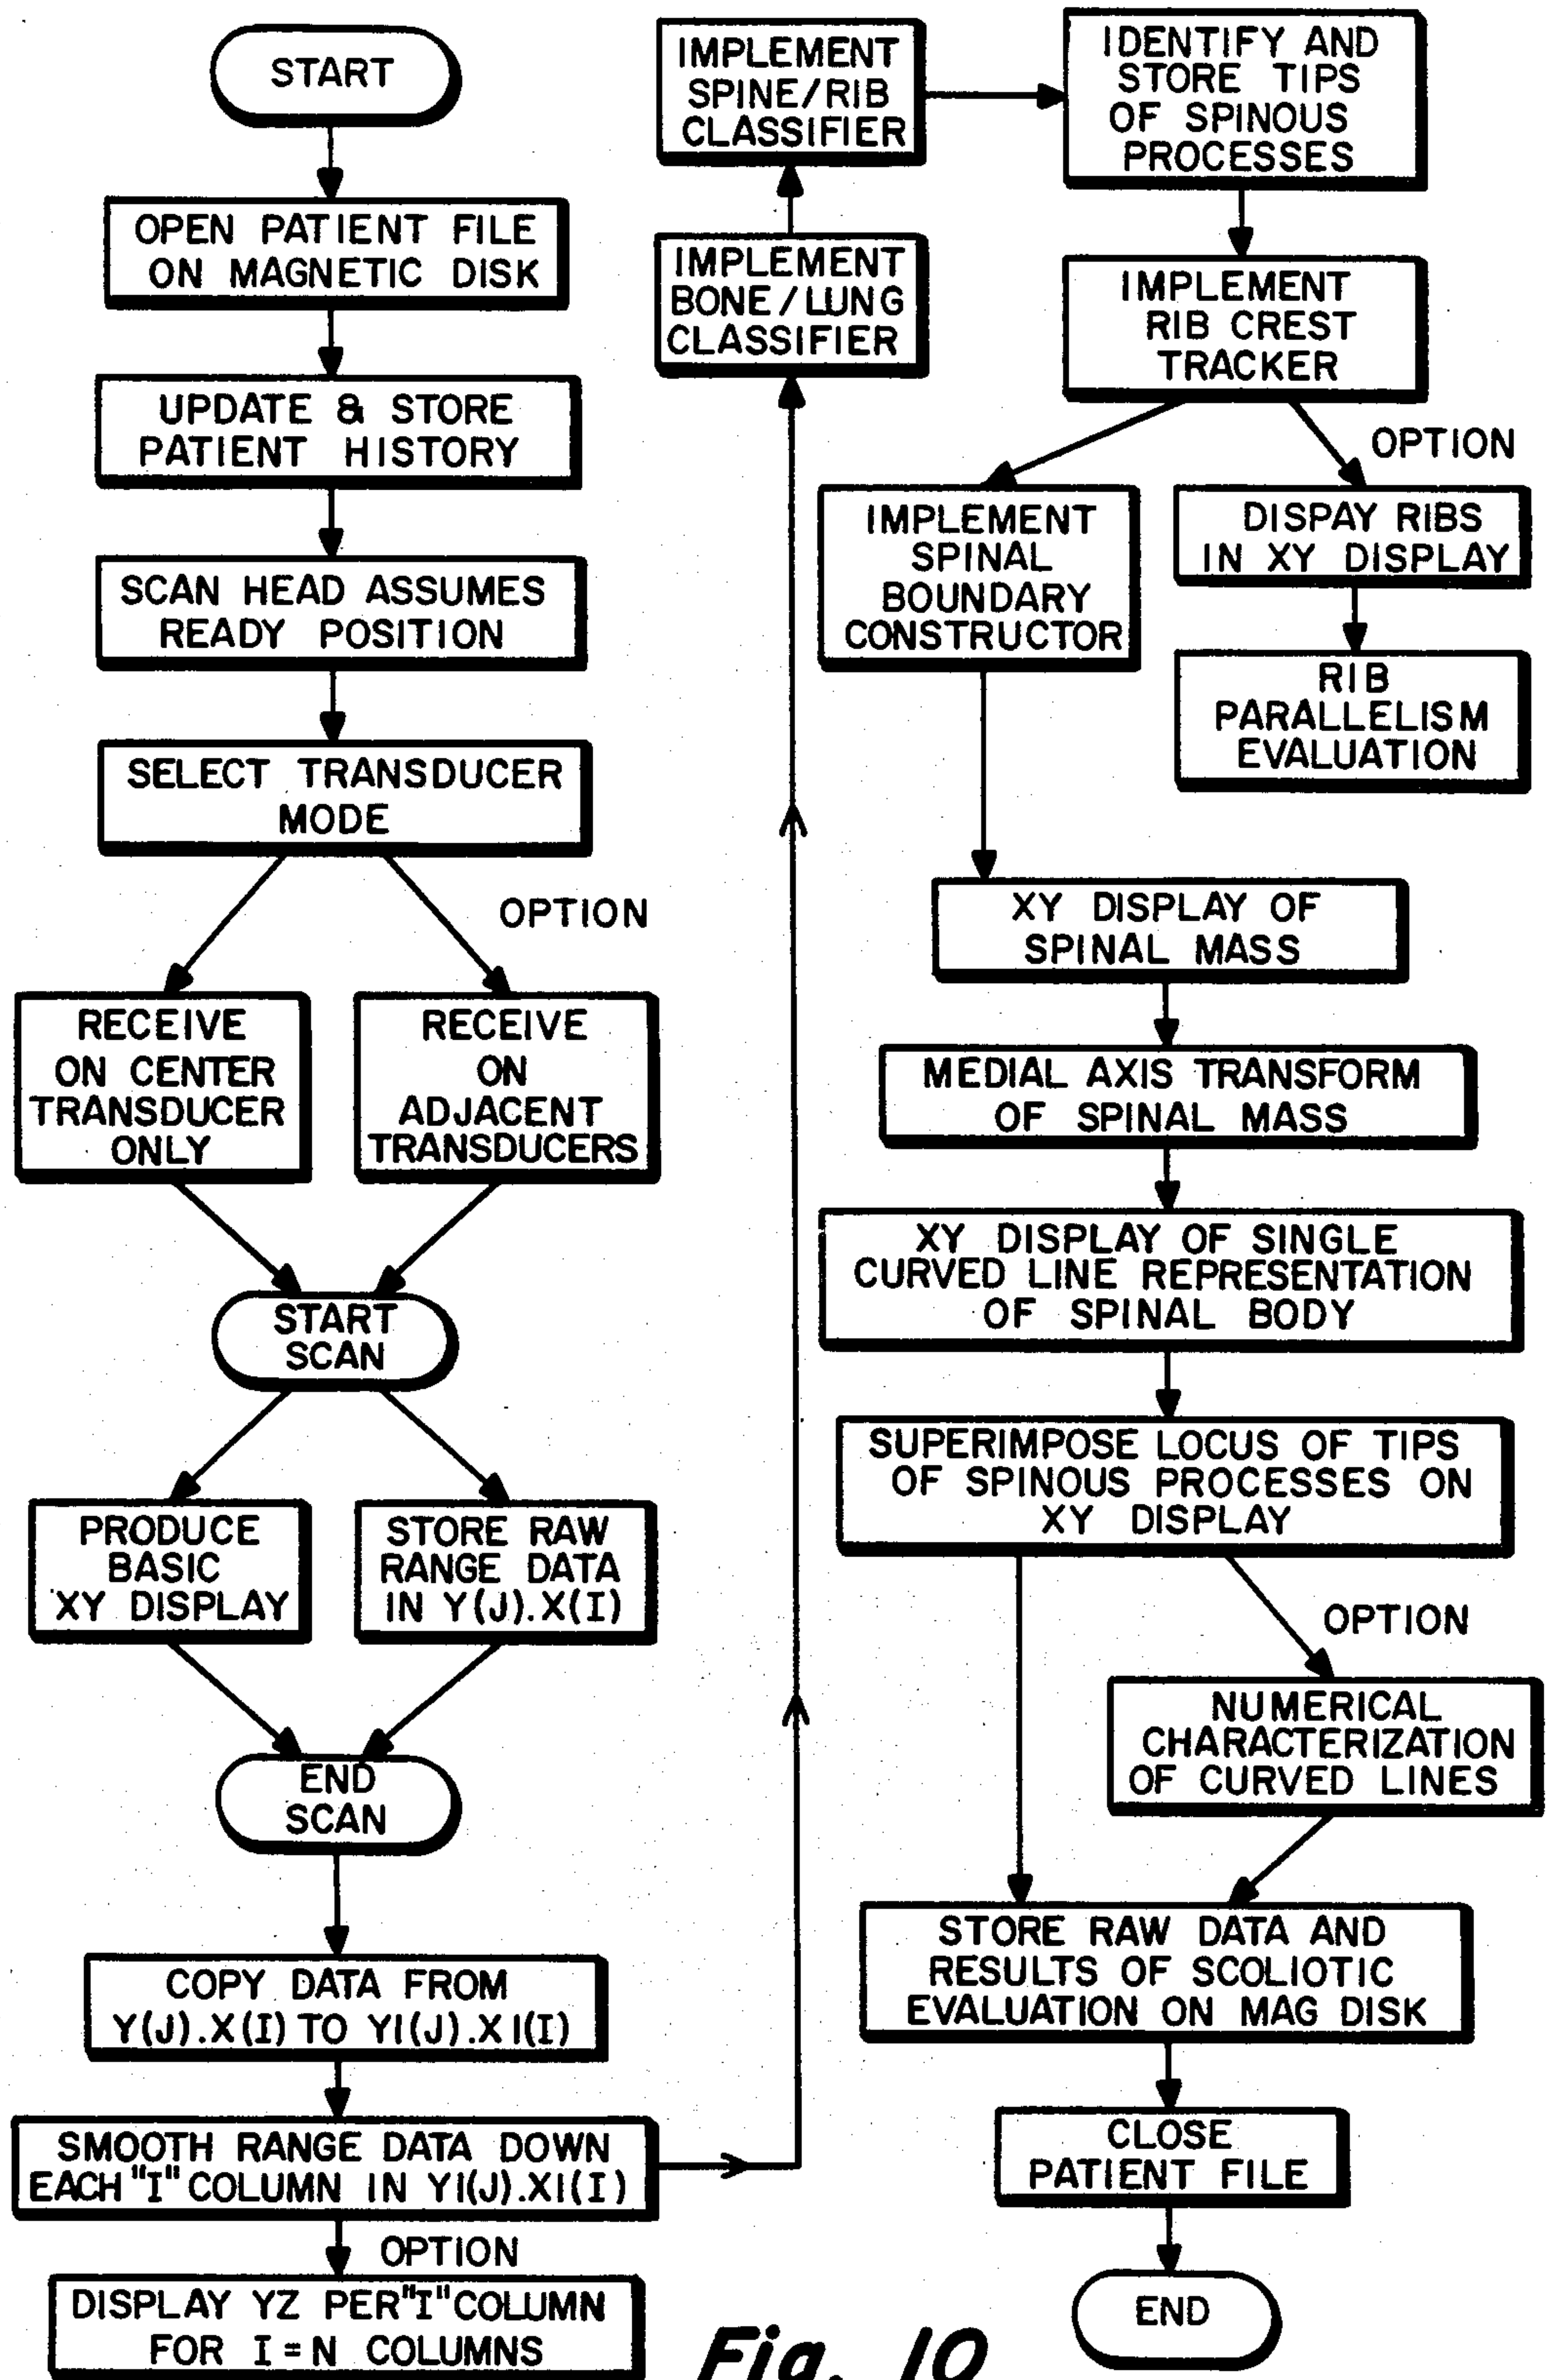 START
OPEN PATIENT FILE
ON MAGNETIC DISK
UPDATE & STORE
PATIENT HISTORY
SCAN HEAD ASSUMES
READY POSITION
SELECT TRANSDUCER
MODE
OPTION
RECEIVE
ON CENTER
TRANSDUCER
ONLY
RECEIVE
ON
ADJACENT
TRANSDUCERS
START
SCAN
PRODUCE
BASIC
XY DISPLAY
STORE RAW
RANGE DATA
IN Y(J).X(I)
END
SCAN
COPY DATA FROM
Y(J).X(I) TO Y1(J).X1(I)
SMOOTH RANGE DATA DOWN
EACH "I" COLUMN IN Y1(J).X1(I)
OPTION
DISPLAY YZ PER "I" COLUMN
FOR I = N COLUMNS
IMPLEMENT
BONE/LUNG
CLASSIFIER
IMPLEMENT
SPINE/RIB
CLASSIFIER
IDENTIFY AND
STORE TIPS
OF SPINOUS
PROCESSES
IMPLEMENT
RIB CREST
TRACKER
OPTION
IMPLEMENT
SPINAL
BOUNDARY
CONSTRUCTOR
DISPAY RIBS
IN XY DISPLAY
RIB
PARALLELISM
EVALUATION
XY DISPLAY OF
SPINAL MASS
MEDIAL AXIS TRANSFORM
OF SPINAL MASS
XY DISPLAY OF SINGLE
CURVED LINE REPRESENTATION
OF SPINAL BODY
SUPERIMPOSE LOCUS OF TIPS
OF SPINOUS PROCESSES ON
XY DISPLAY
OPTION
NUMERICAL
CHARACTERIZATION
OF CURVED LINES
STORE RAW DATA AND
RESULTS OF SCOLIOTIC
EVALUATION ON MAG DISK
CLOSE
PATIENT FILE
END
Fig. 10